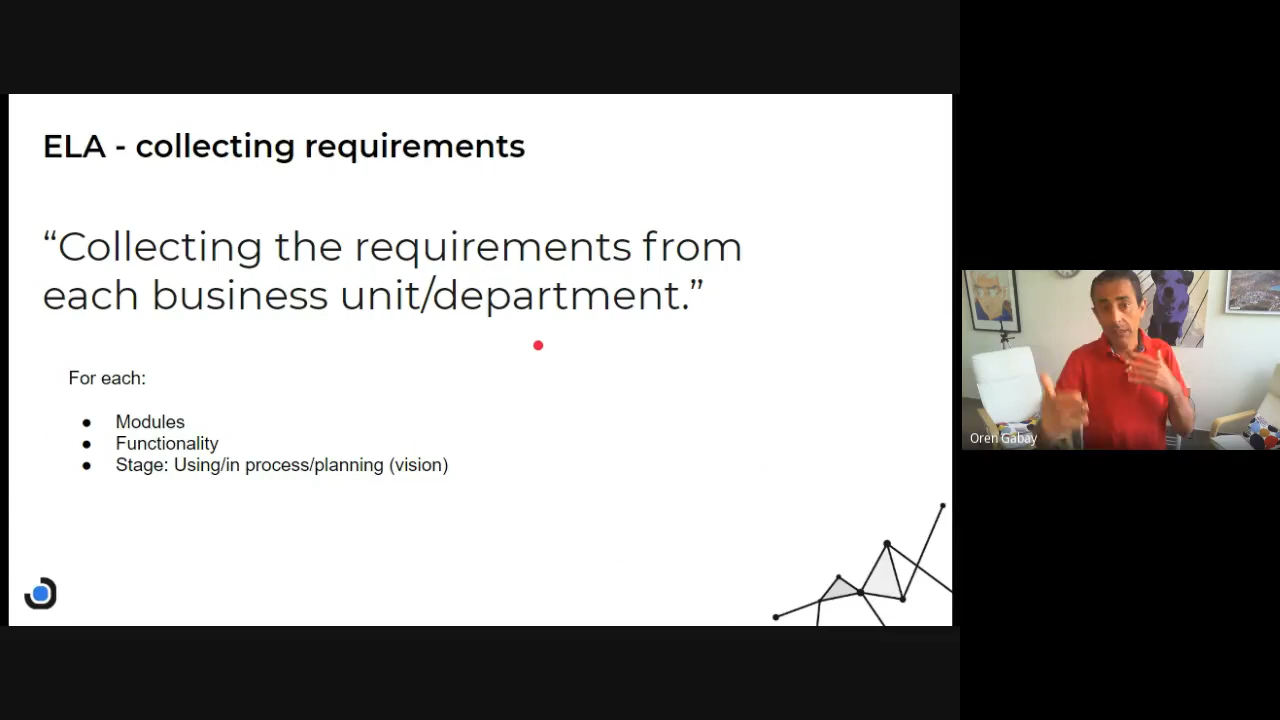 ELA - collecting requirements
“Collecting the requirements from
each business unit/department.”
For each:
● Modules
● Functionality
● Stage: Using/in process/planning (vision)
Oren Gabay